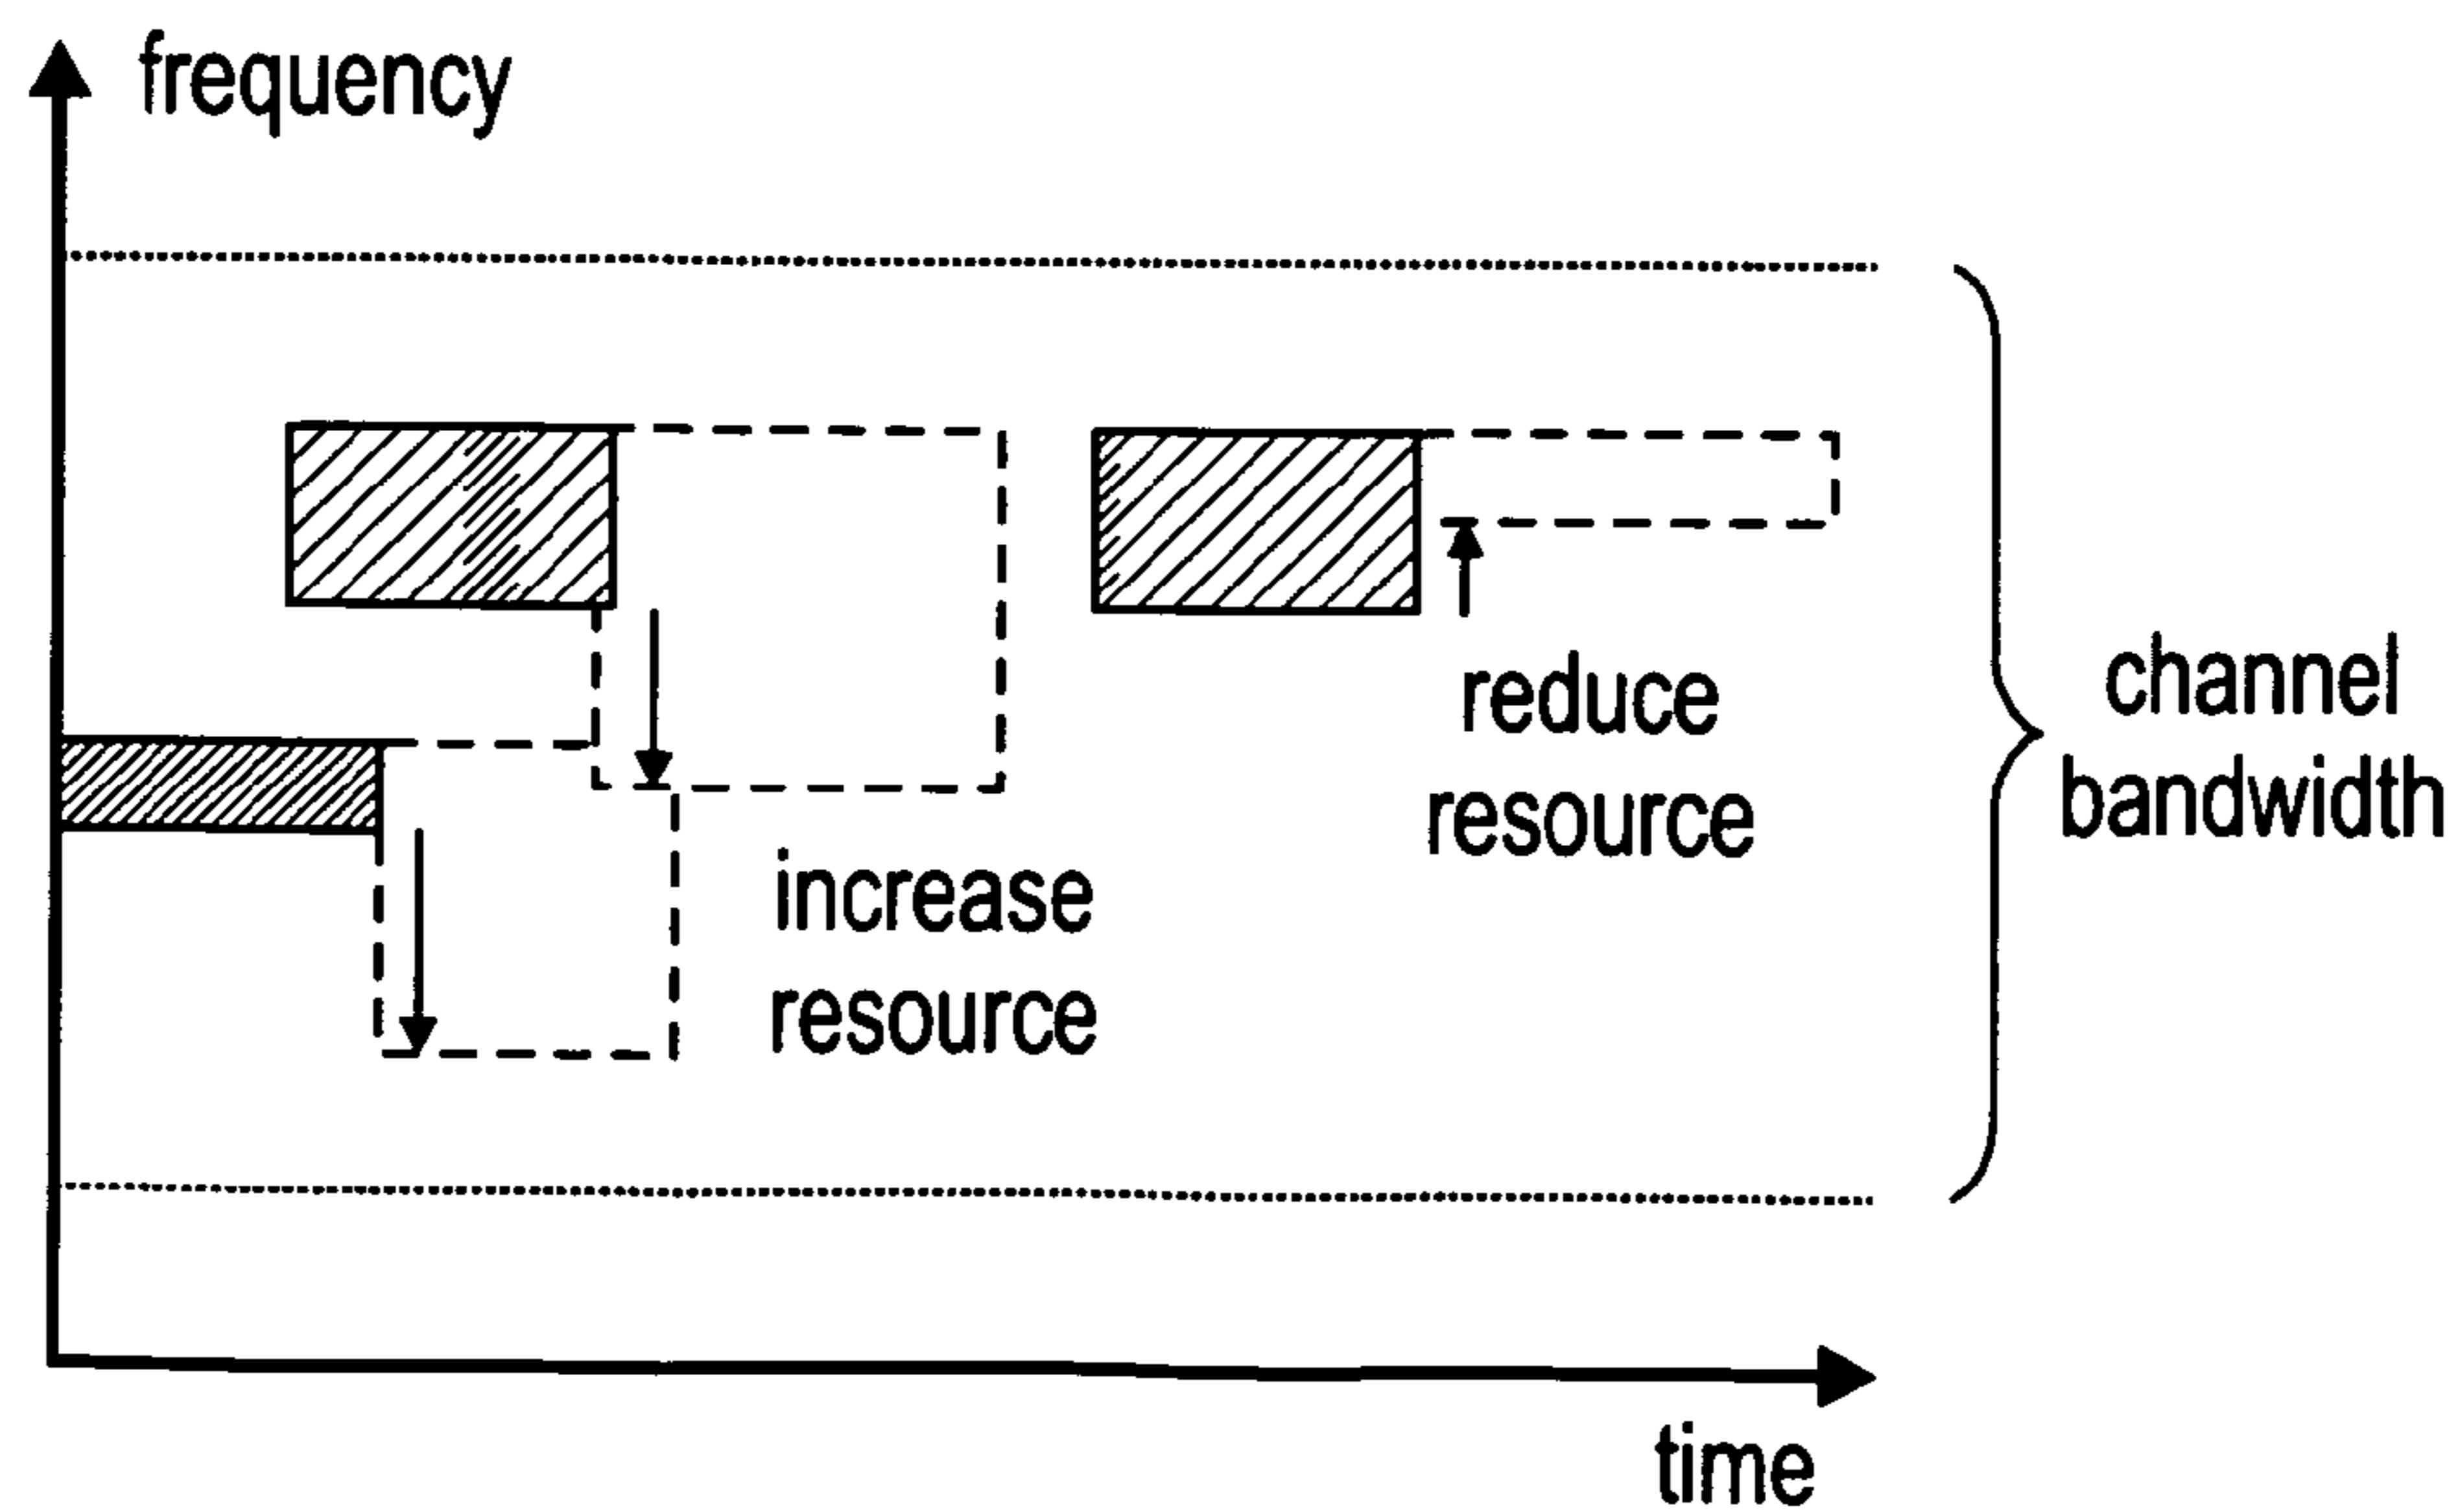 frequency
reduce
resource
channel
bandwidth
increase
resource
time